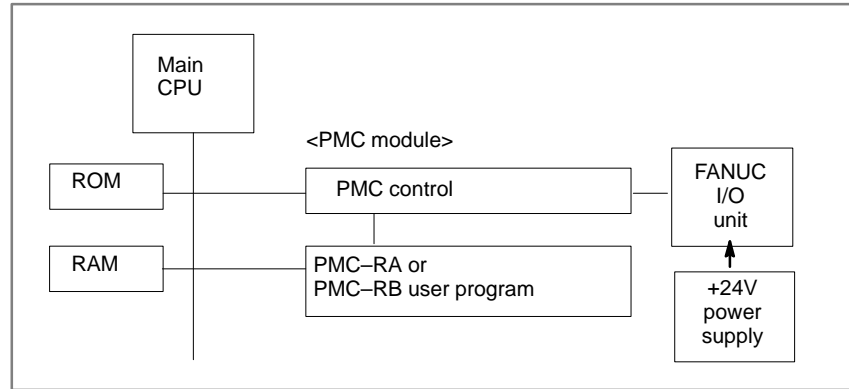 Main
CPU
<PMC module>
ROM
PMC control
FANUC
I/O
unit
RAM
PMC–RA or
PMC–RB user program
+24V
power
supply